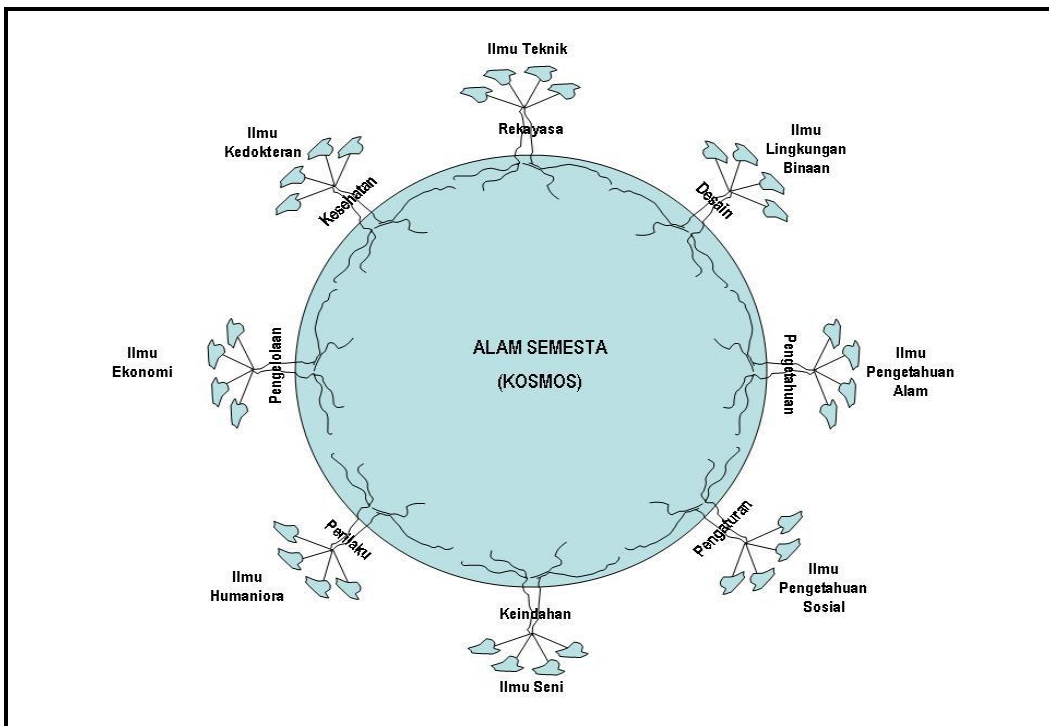 Ilmu Teknik
Rekayasa
Ilmu
Kedokteran
Kesehatan
Ilmu
Lingkungan
Binaan
Desain
Ilmu
Ekonomi
Pengelolaan
ALAM SEMESTA
(KOSMOS)
Pengetahuan
Ilmu
Pengetahuan
Alam
Perilaku
Ilmu
Humaniora
Pengaturan
Ilmu
Pengetahuan
Sosial
Keindahan
Ilmu Seni